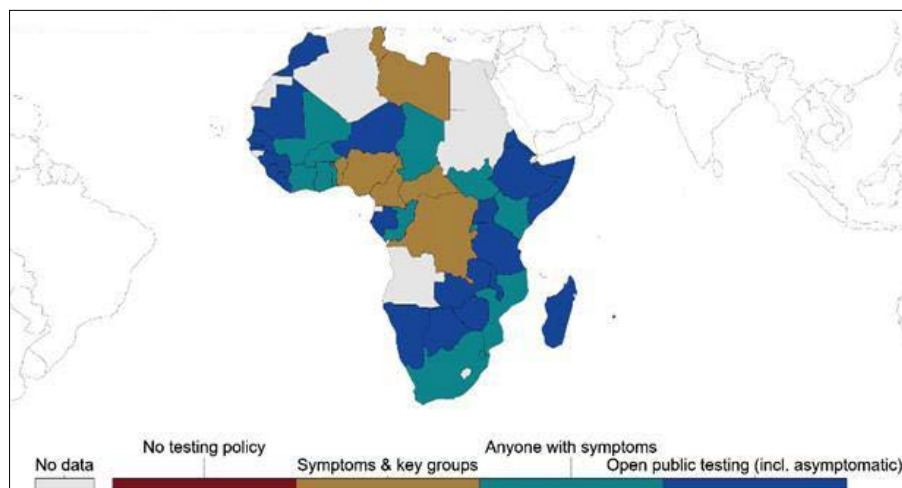 No testing policy
Anyone with symptoms
No data
Symptoms & key groups
Open public testing (incl. asymptomatic)